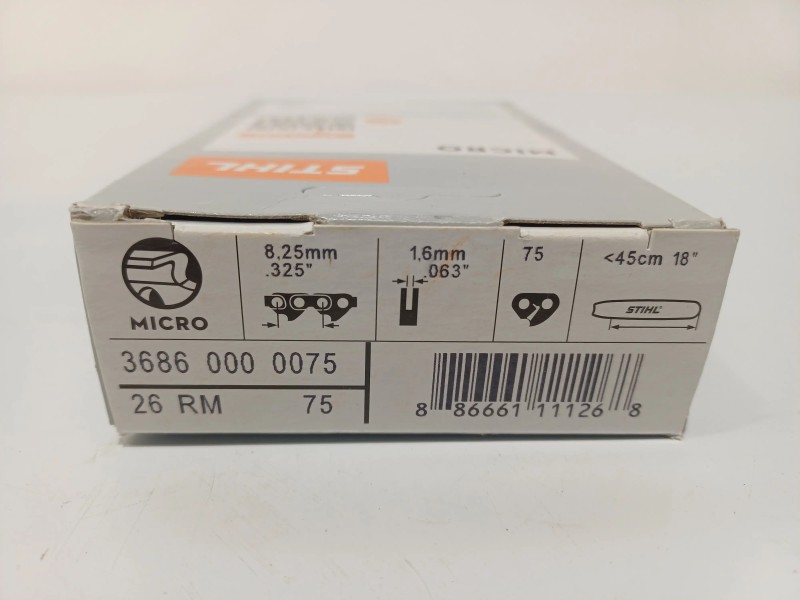 MICRO
STIHL
8,25mm
.325"
1,6mm
.063"
75
<45cm 18"
STIHL
MICRO
3686 000 0075
26 RM 75
8 86661 11126 8